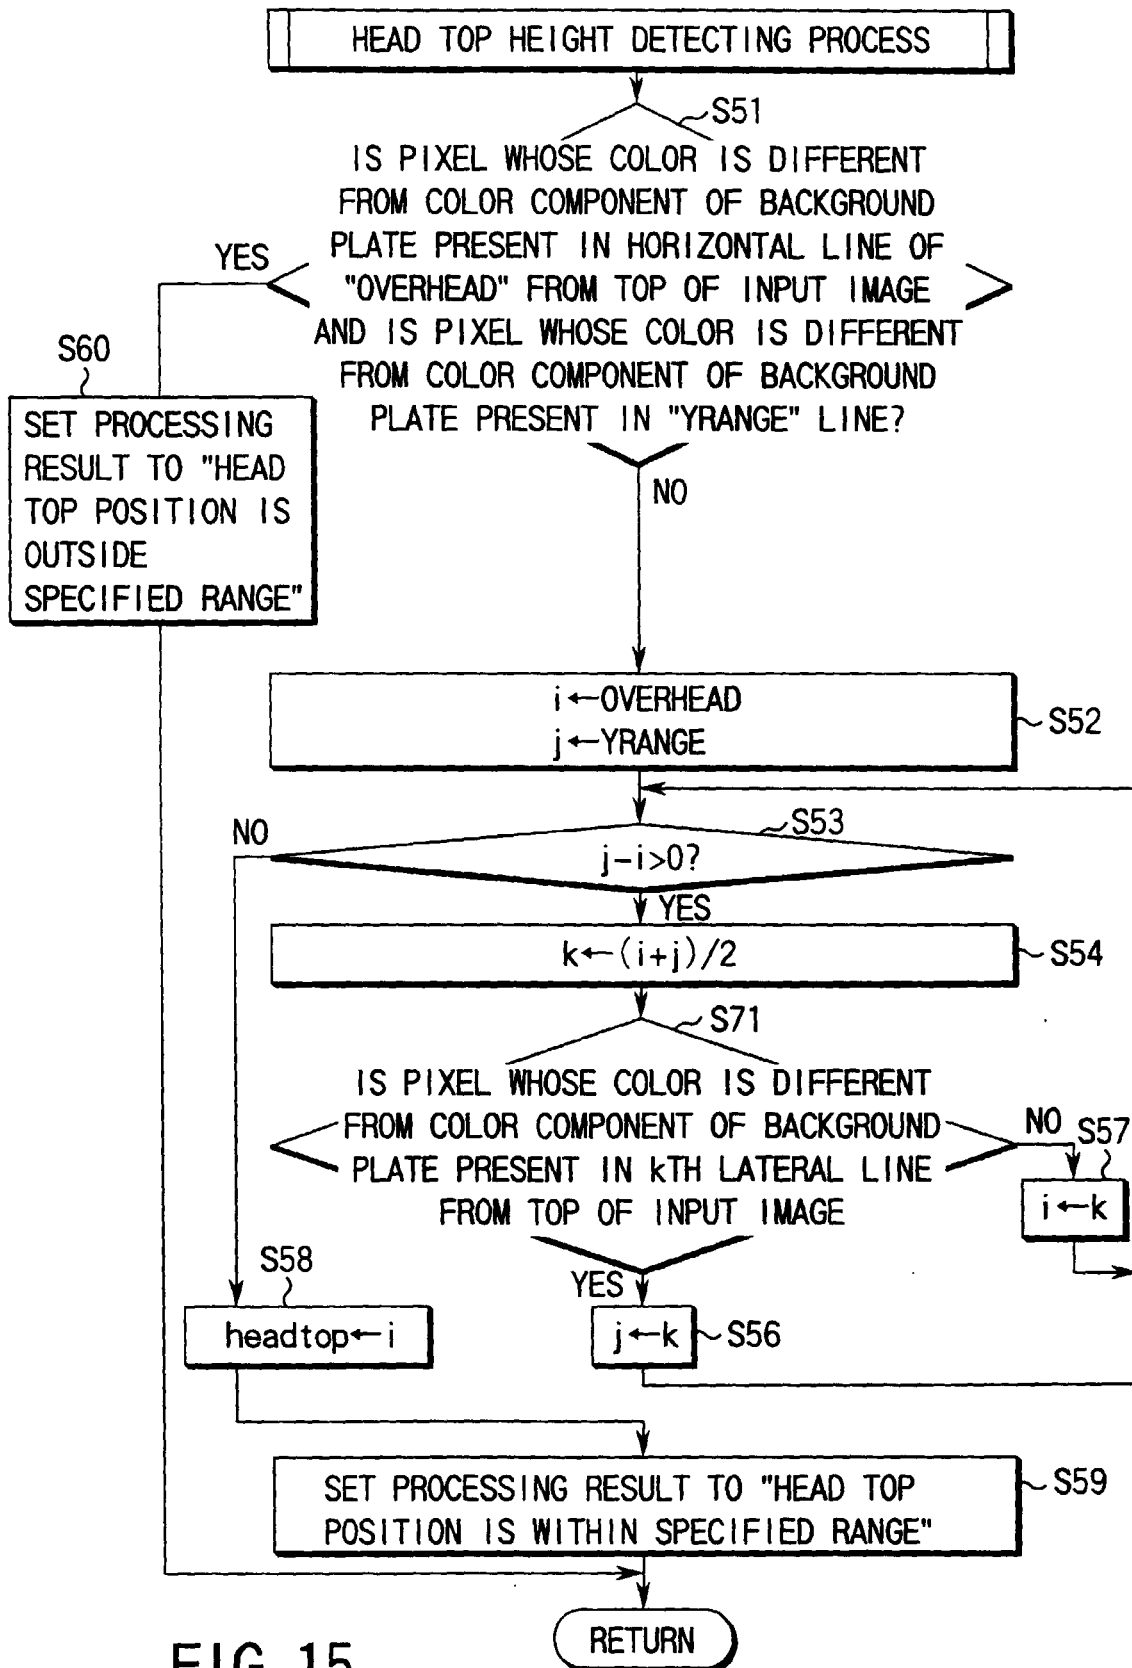 HEAD TOP HEIGHT DETECTING PROCESS
S51
IS PIXEL WHOSE COLOR IS DIFFERENT
FROM COLOR COMPONENT OF BACKGROUND
PLATE PRESENT IN HORIZONTAL LINE OF
"OVERHEAD" FROM TOP OF INPUT IMAGE
AND IS PIXEL WHOSE COLOR IS DIFFERENT
FROM COLOR COMPONENT OF BACKGROUND
PLATE PRESENT IN "YRANGE" LINE?
YES
NO
S60
SET PROCESSING
RESULT TO "HEAD
TOP POSITION IS
OUTSIDE
SPECIFIED RANGE"
i←OVERHEAD
j←YRANGE
S52
S53
j-i>0?
NO
YES
k←(i+j)/2
S54
S71
IS PIXEL WHOSE COLOR IS DIFFERENT
FROM COLOR COMPONENT OF BACKGROUND
PLATE PRESENT IN kTH LATERAL LINE
FROM TOP OF INPUT IMAGE
NO
S57
i←k
YES
j←k
S56
S58
headtop←i
SET PROCESSING RESULT TO "HEAD TOP
POSITION IS WITHIN SPECIFIED RANGE"
S59
RETURN
FIG. 15